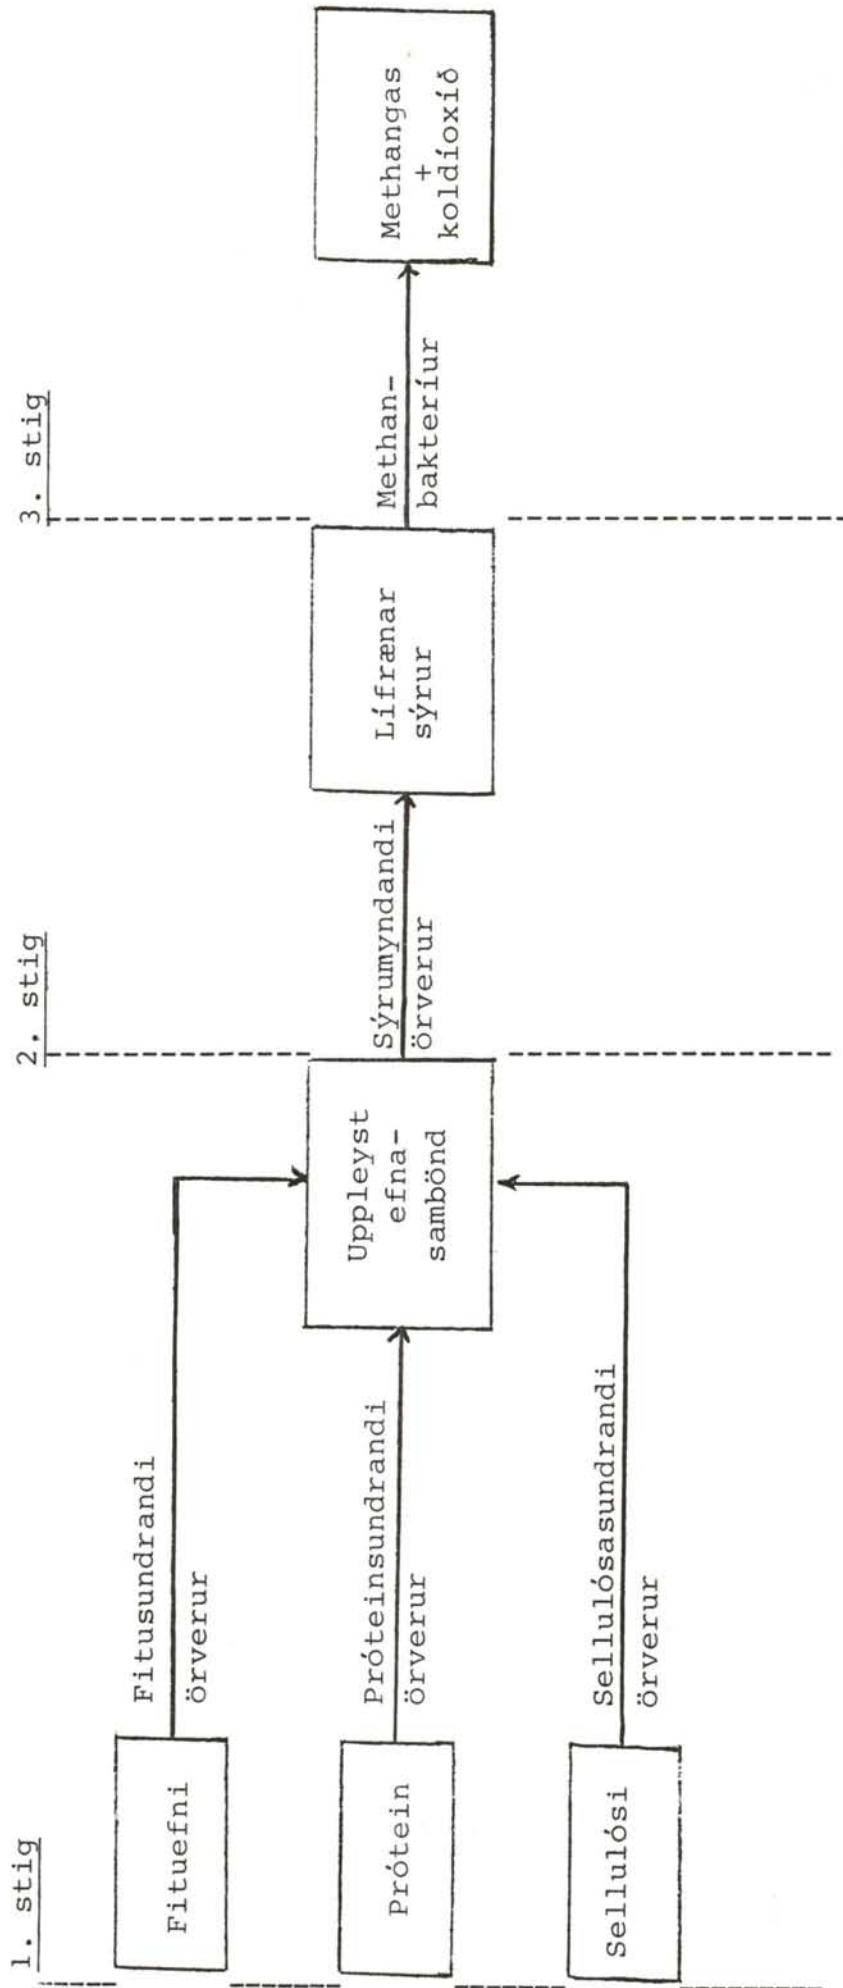 1. stig
2. stig
3. stig
Fituefni
Fitusundrandi
örverur
Prótein
Próteinsundrandi
örverur
Sellulósi
Sellulósasundrandi
örverur
Uppleyst
efna-
sambönd
Sýrumyndandi
örverur
Lífrænar
sýrur
Methan-
bakteríur
Methangas
+
koldíoxíð